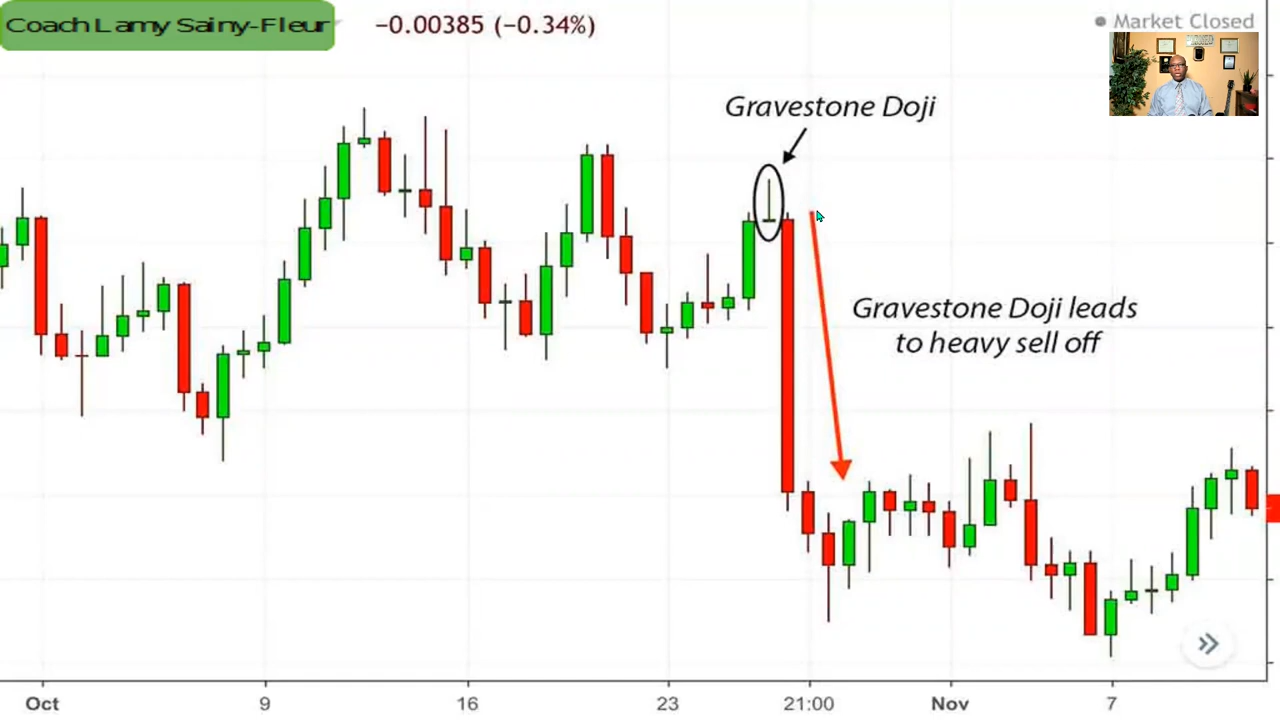 Coach Lamy Sainy-Fleur
−0.00385 (−0.34%)
Market Closed
Gravestone Doji
Gravestone Doji leads
to heavy sell off
Oct 9 16 23 21:00 Nov 7